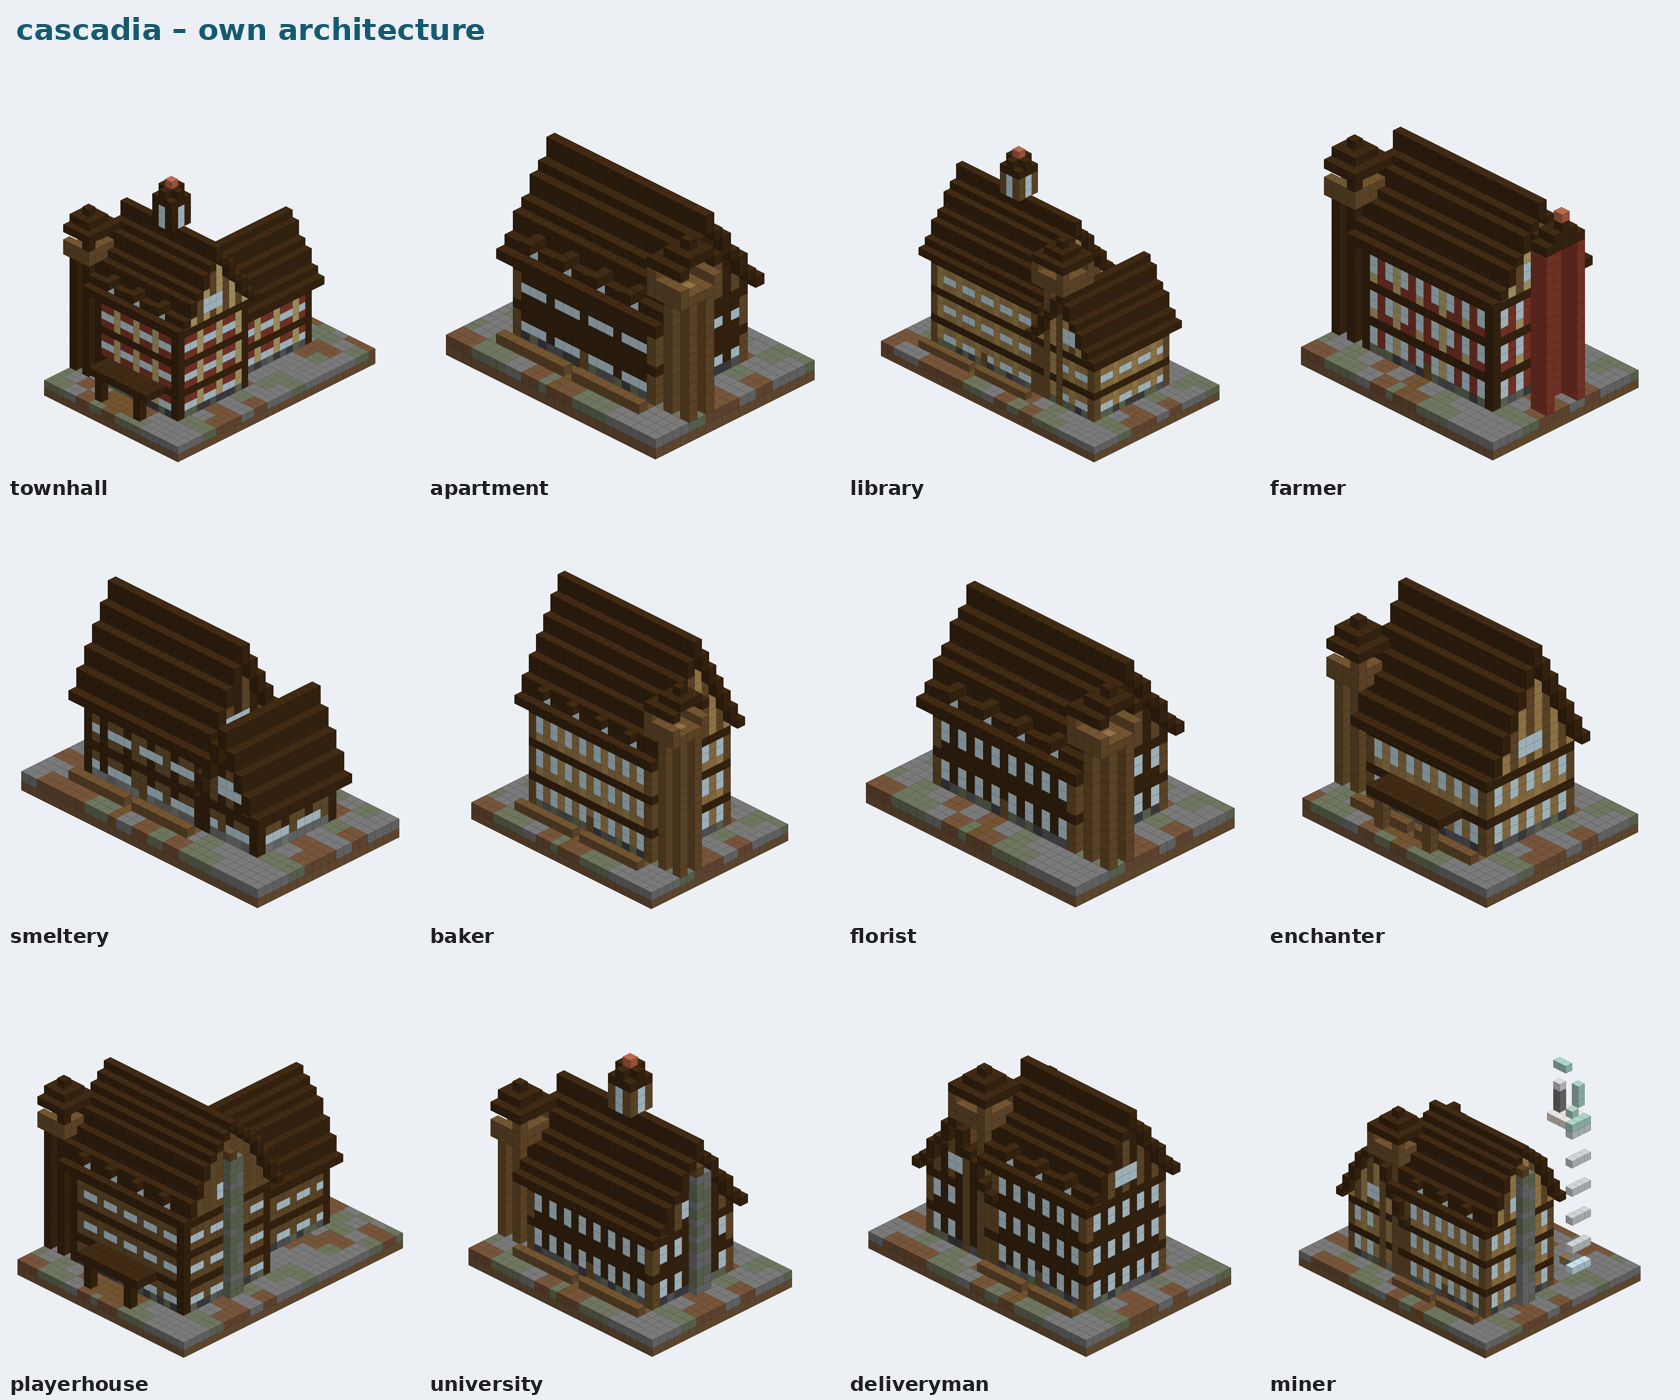 cascadia – own architecture
townhall
apartment
library
farmer
smeltery
baker
florist
enchanter
playerhouse
university
deliveryman
miner